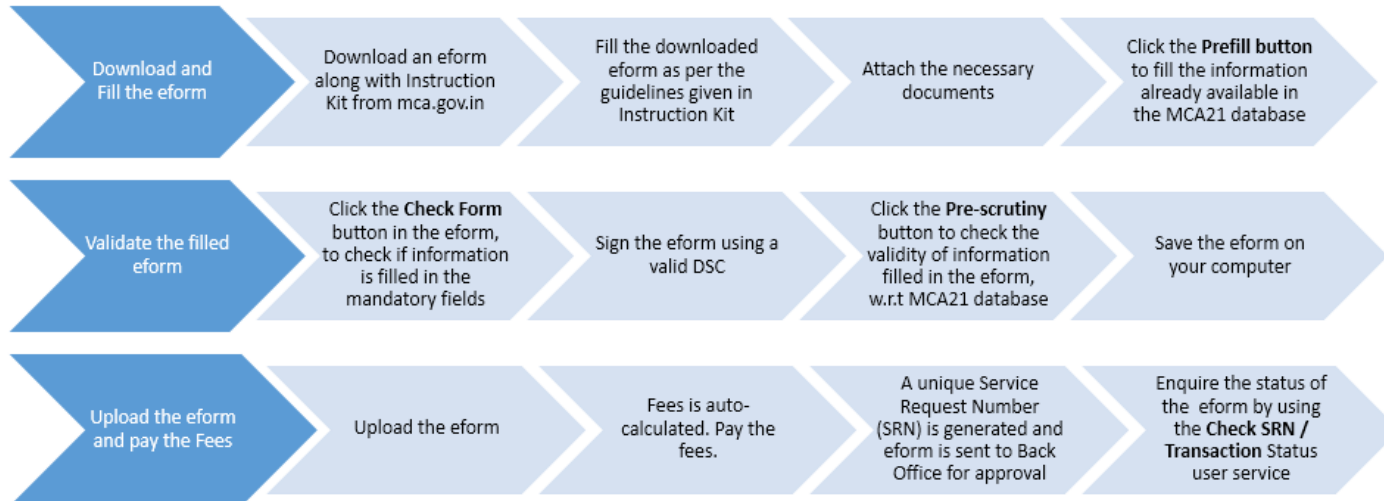 Download and
Fill the eform
Download an eform
along with Instruction
Kit from mca.gov.in
Fill the downloaded
eform as per the
guidelines given in
Instruction Kit
Attach the necessary
documents
Click the Prefill button
to fill the information
already available in
the MCA21 database
Validate the filled
eform
Click the Check Form
button in the eform,
to check if information
is filled in the
mandatory fields
Sign the eform using a
valid DSC
Click the Pre-scrutiny
button to check the
validity of information
filled in the eform,
w.r.t MCA21 database
Save the eform on
your computer
Upload the eform
and pay the Fees
Upload the eform
Fees is auto-
calculated. Pay the
fees.
A unique Service
Request Number
(SRN) is generated and
eform is sent to Back
Office for approval
Enquire the status of
the eform by using
the Check SRN /
Transaction Status
user service